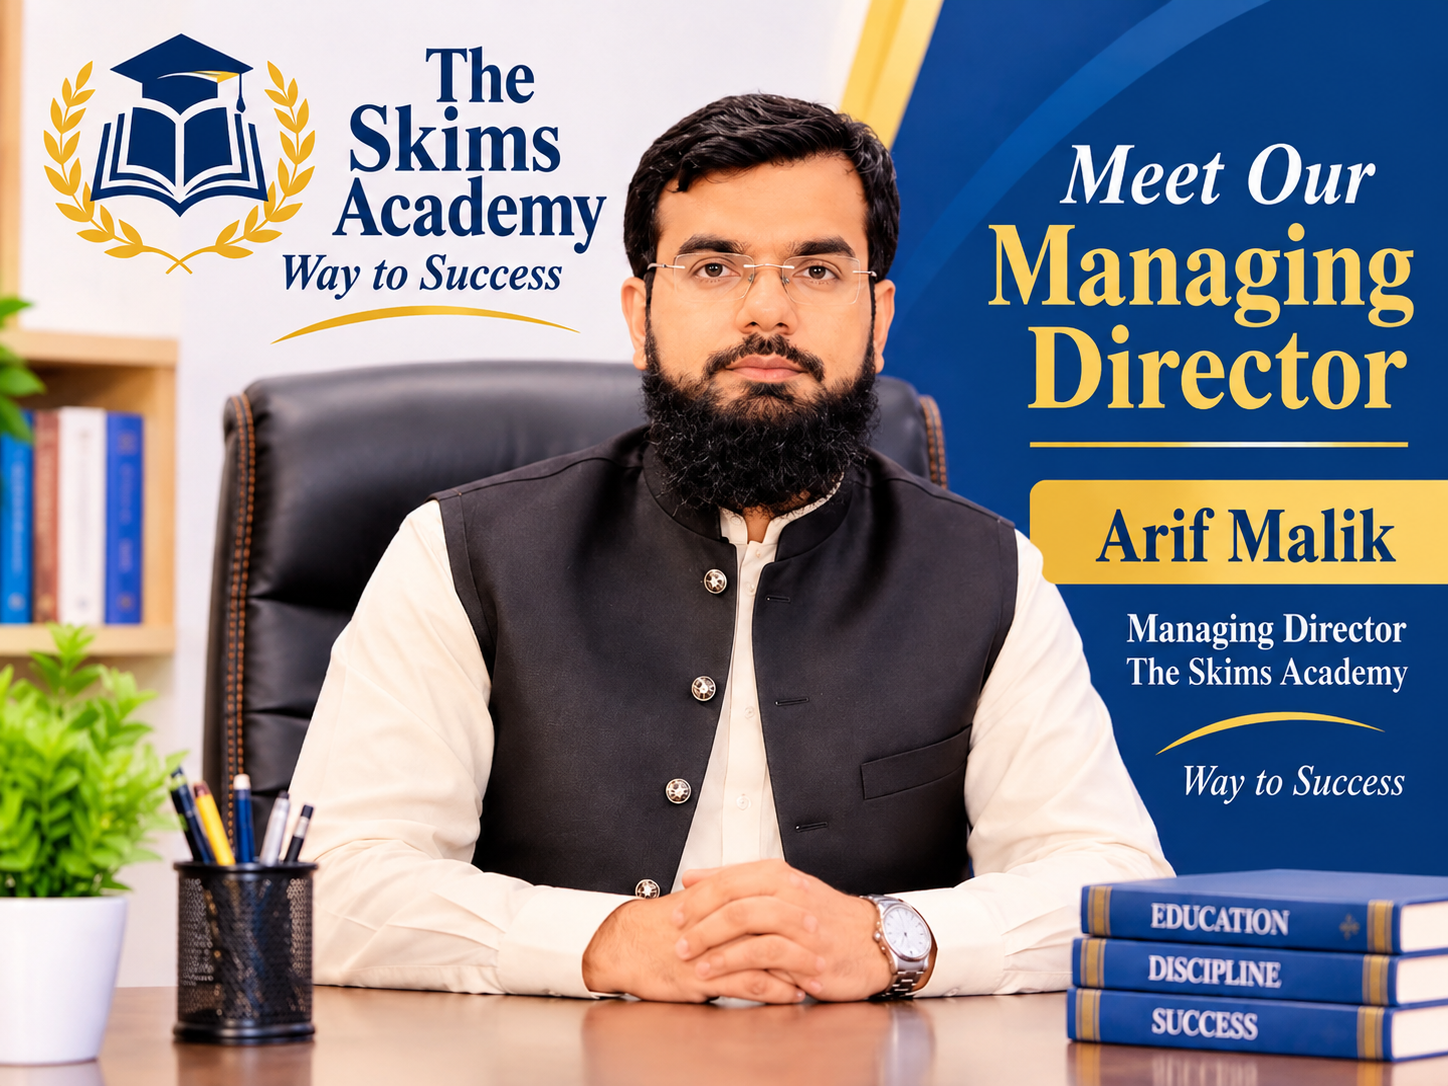 The
Skims
Academy
Way to Success
Meet Our
Managing
Director
Arif Malik
Managing Director
The Skims Academy
Way to Success
EDUCATION
DISCIPLINE
SUCCESS